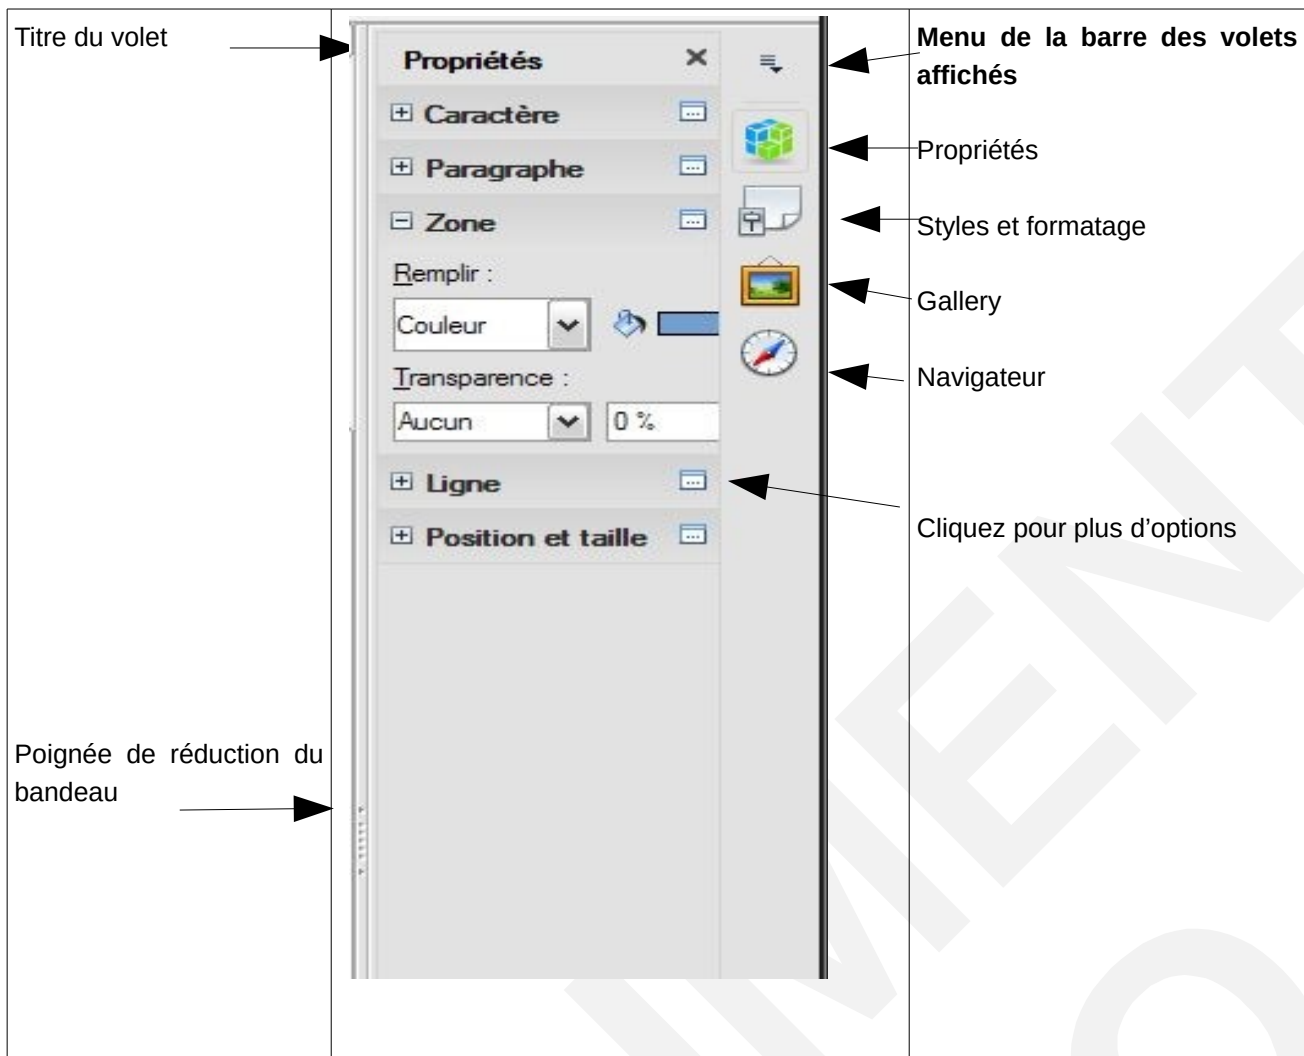 Titre du volet
Poignée de réduction du
bandeau
Propriétés
Caractère
Paragraphe
Zone
Remplir :
Couleur
Transparence :
Aucun
0 %
Ligne
Position et taille
Menu de la barre des volets
affichés
Propriétés
Styles et formatage
Gallery
Navigateur
Cliquez pour plus d’options